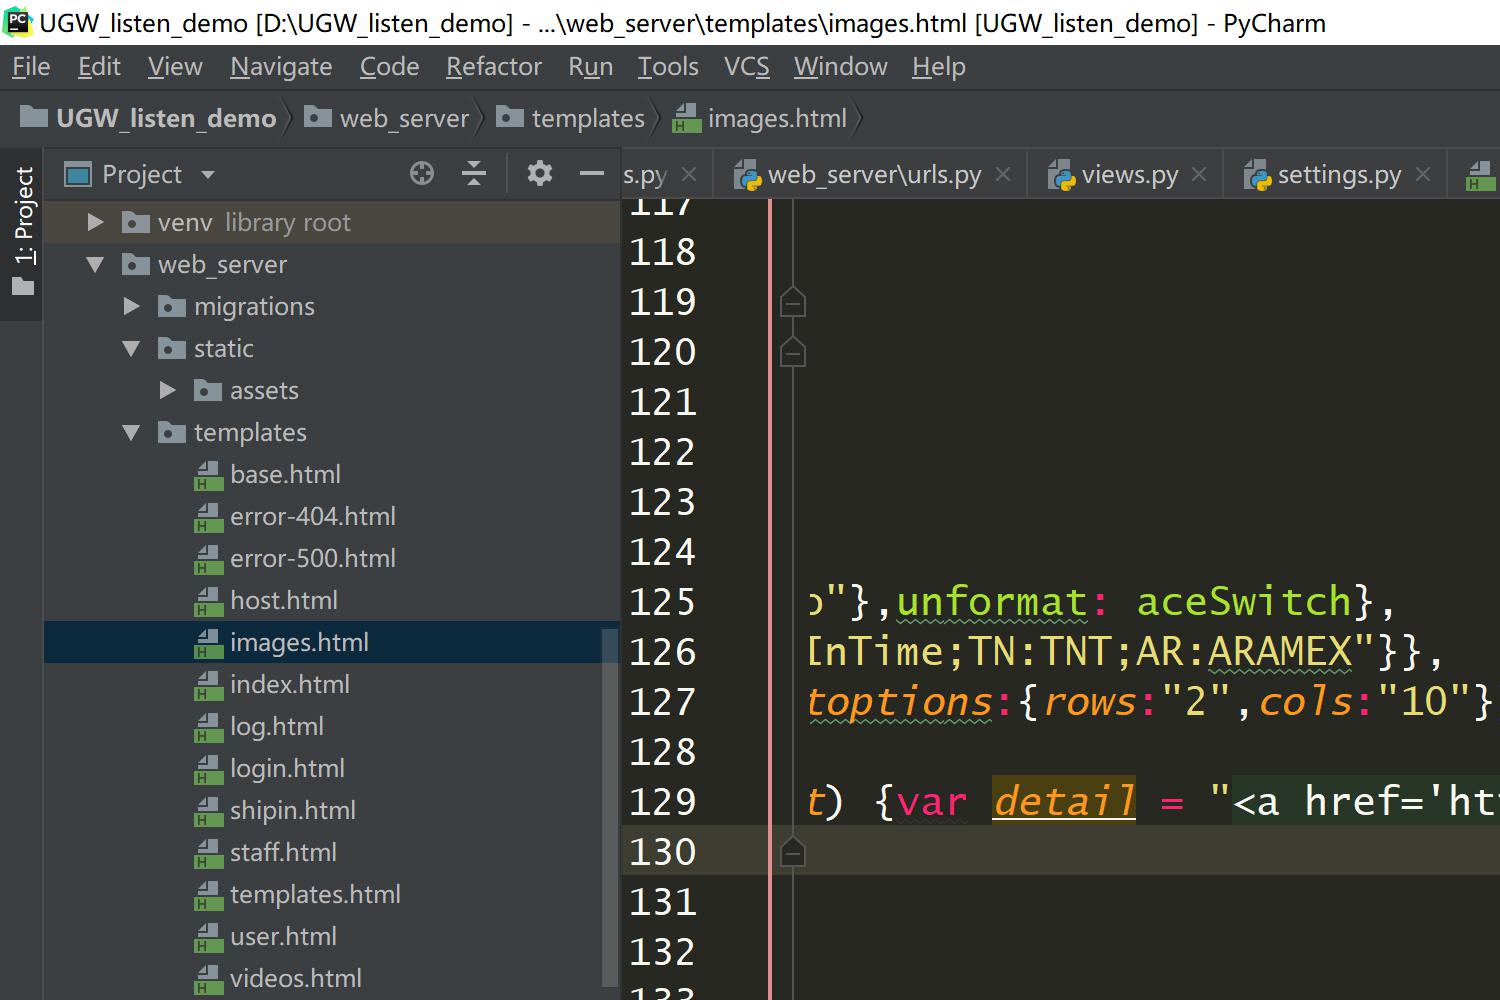 UGW_listen_demo [D:\UGW_listen_demo] - ...\web_server\templates\images.html [UGW_listen_demo] - PyCharm
File Edit View Navigate Code Refactor Run Tools VCS Window Help
UGW_listen_demo web_server templates images.html
1: Project
Project
s.py web_server\urls.py views.py settings.py
venv library root
web_server
migrations
static
assets
templates
base.html
error-404.html
error-500.html
host.html
images.html
index.html
log.html
login.html
shipin.html
staff.html
templates.html
user.html
videos.html
117
118
119
120
121
122
123
124
125 o"},unformat: aceSwitch},
126 InTime;TN:TNT;AR:ARAMEX"}},
127 toptions:{rows:"2",cols:"10"}
128
129 t) {var detail = "<a href='htt
130
131
132
133